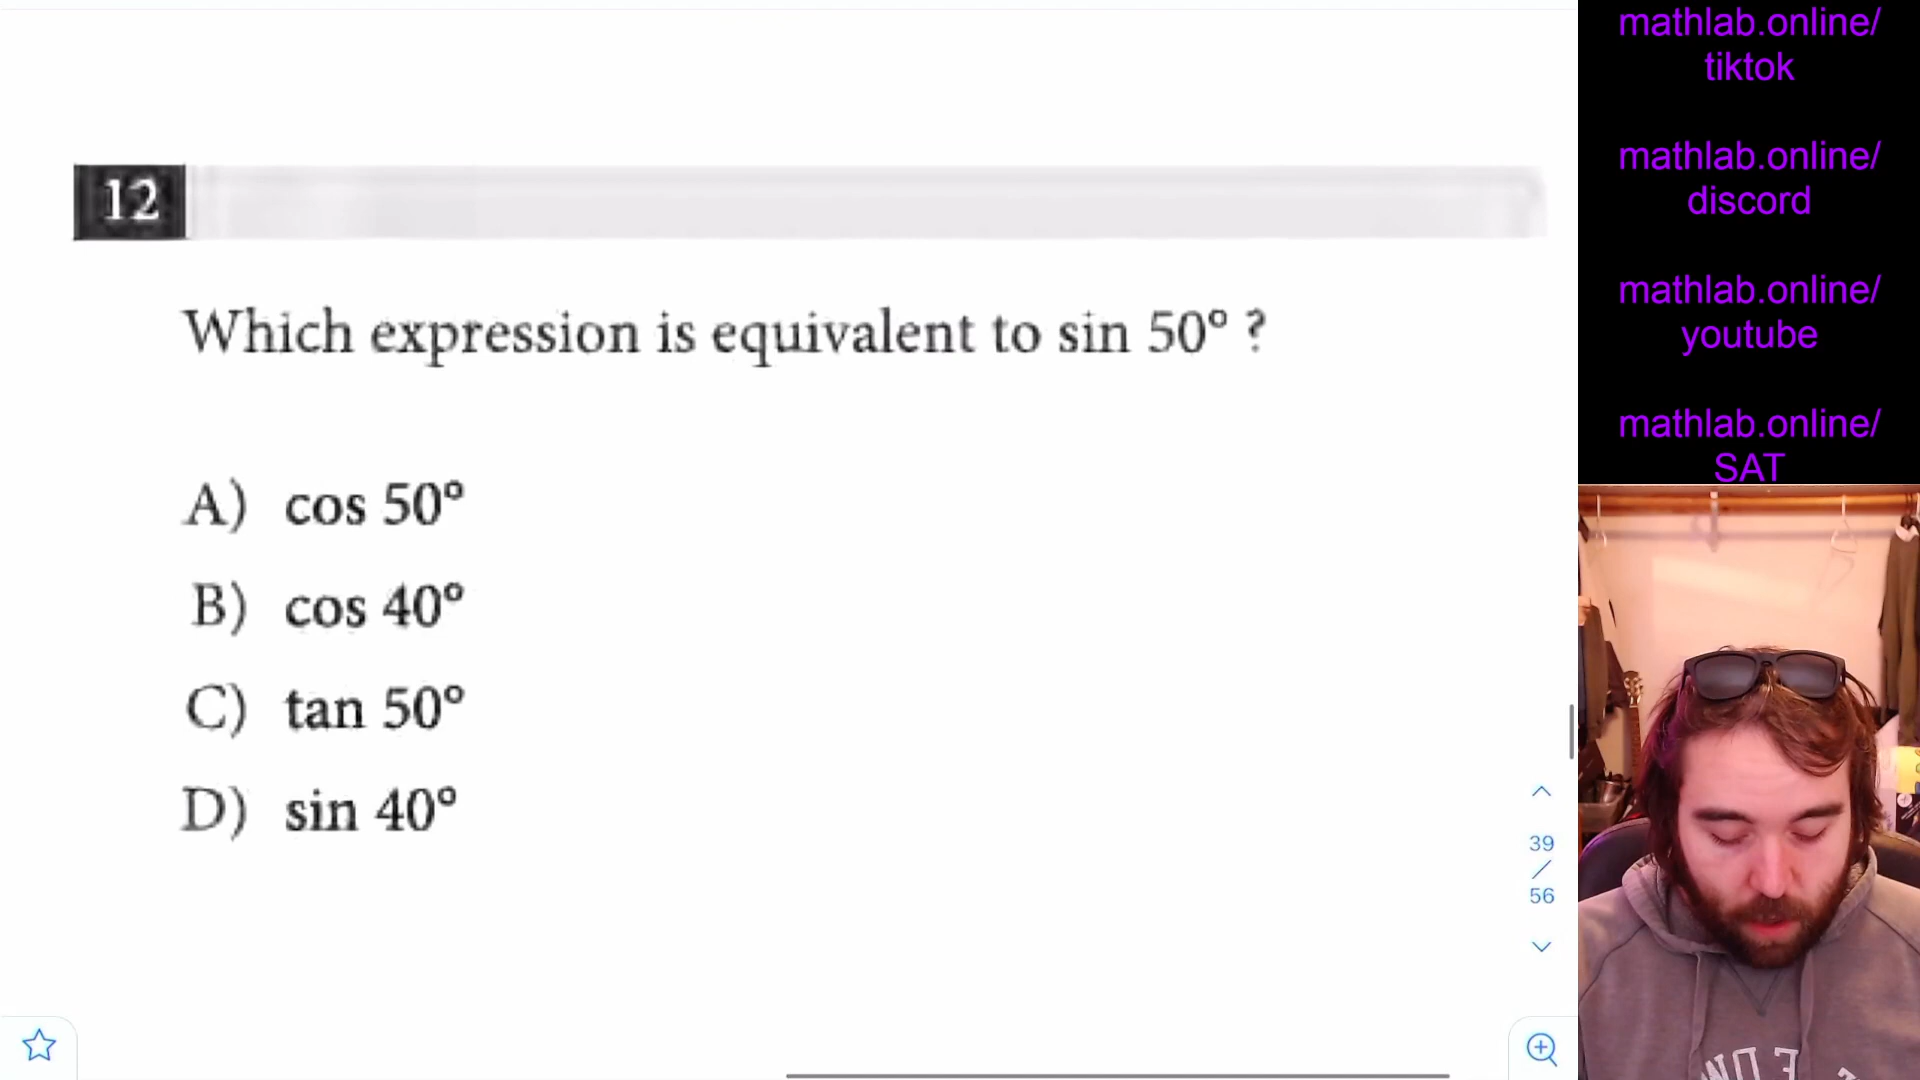 12
Which expression is equivalent to sin 50° ?
A) cos 50°
B) cos 40°
C) tan 50°
D) sin 40°
39
/
56
mathlab.online/
tiktok
mathlab.online/
discord
mathlab.online/
youtube
mathlab.online/
SAT